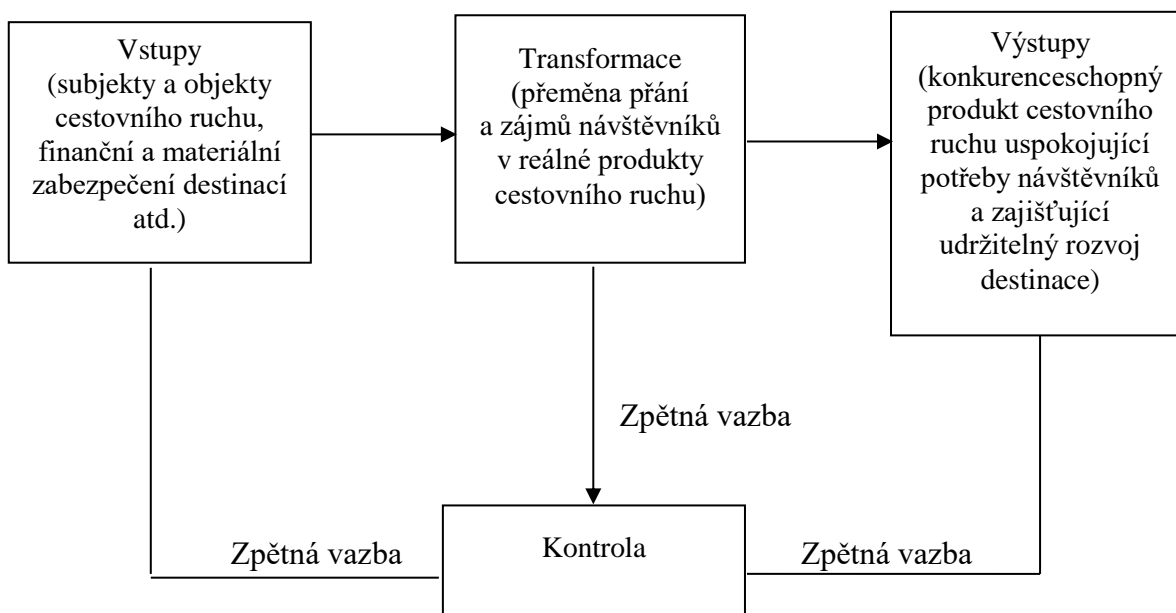 Vstupy
(subjekty a objekty
cestovního ruchu,
finanční a materiální
zabezpečení destinací
atd.)
Transformace
(přeměna přání
a zájmů návštěvníků
v reálné produkty
cestovního ruchu)
Výstupy
(konkurenceschopný
produkt cestovního
ruchu uspokojující
potřeby návštěvníků
a zajišťující
udržitelný rozvoj
destinace)
Zpětná vazba
Zpětná vazba
Kontrola
Zpětná vazba